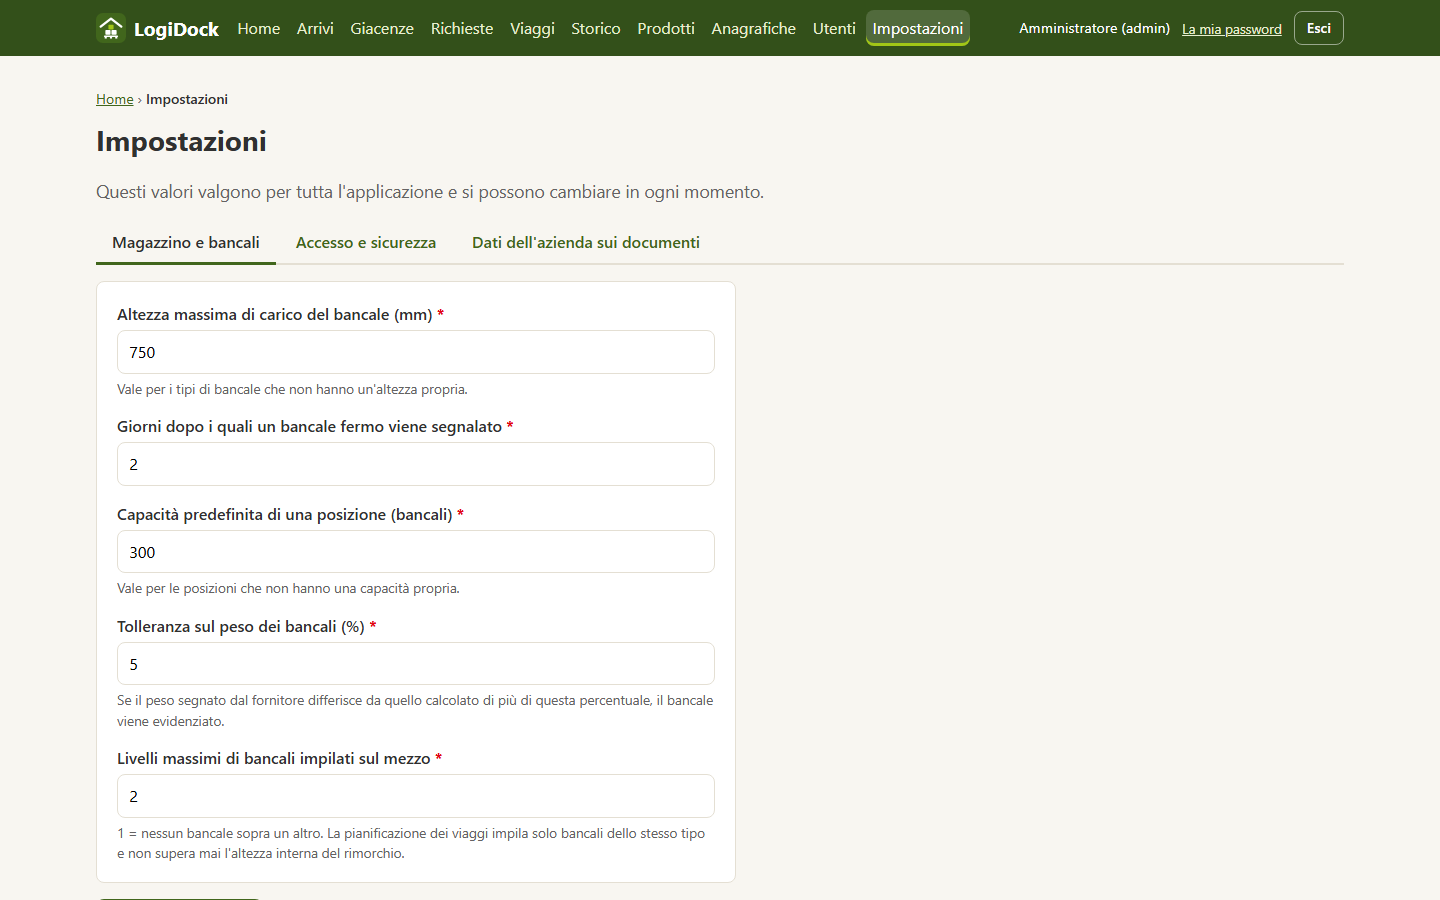 LogiDock Home Arrivi Giacenze Richieste Viaggi Storico Prodotti Anagrafiche Utenti Impostazioni Amministratore (admin) La mia password Esci
Home › Impostazioni
Impostazioni
Questi valori valgono per tutta l'applicazione e si possono cambiare in ogni momento.
Magazzino e bancali Accesso e sicurezza Dati dell'azienda sui documenti
Altezza massima di carico del bancale (mm) *
750
Vale per i tipi di bancale che non hanno un'altezza propria.
Giorni dopo i quali un bancale fermo viene segnalato *
2
Capacità predefinita di una posizione (bancali) *
300
Vale per le posizioni che non hanno una capacità propria.
Tolleranza sul peso dei bancali (%) *
5
Se il peso segnato dal fornitore differisce da quello calcolato di più di questa percentuale, il bancale
viene evidenziato.
Livelli massimi di bancali impilati sul mezzo *
2
1 = nessun bancale sopra un altro. La pianificazione dei viaggi impila solo bancali dello stesso tipo
e non supera mai l'altezza interna del rimorchio.